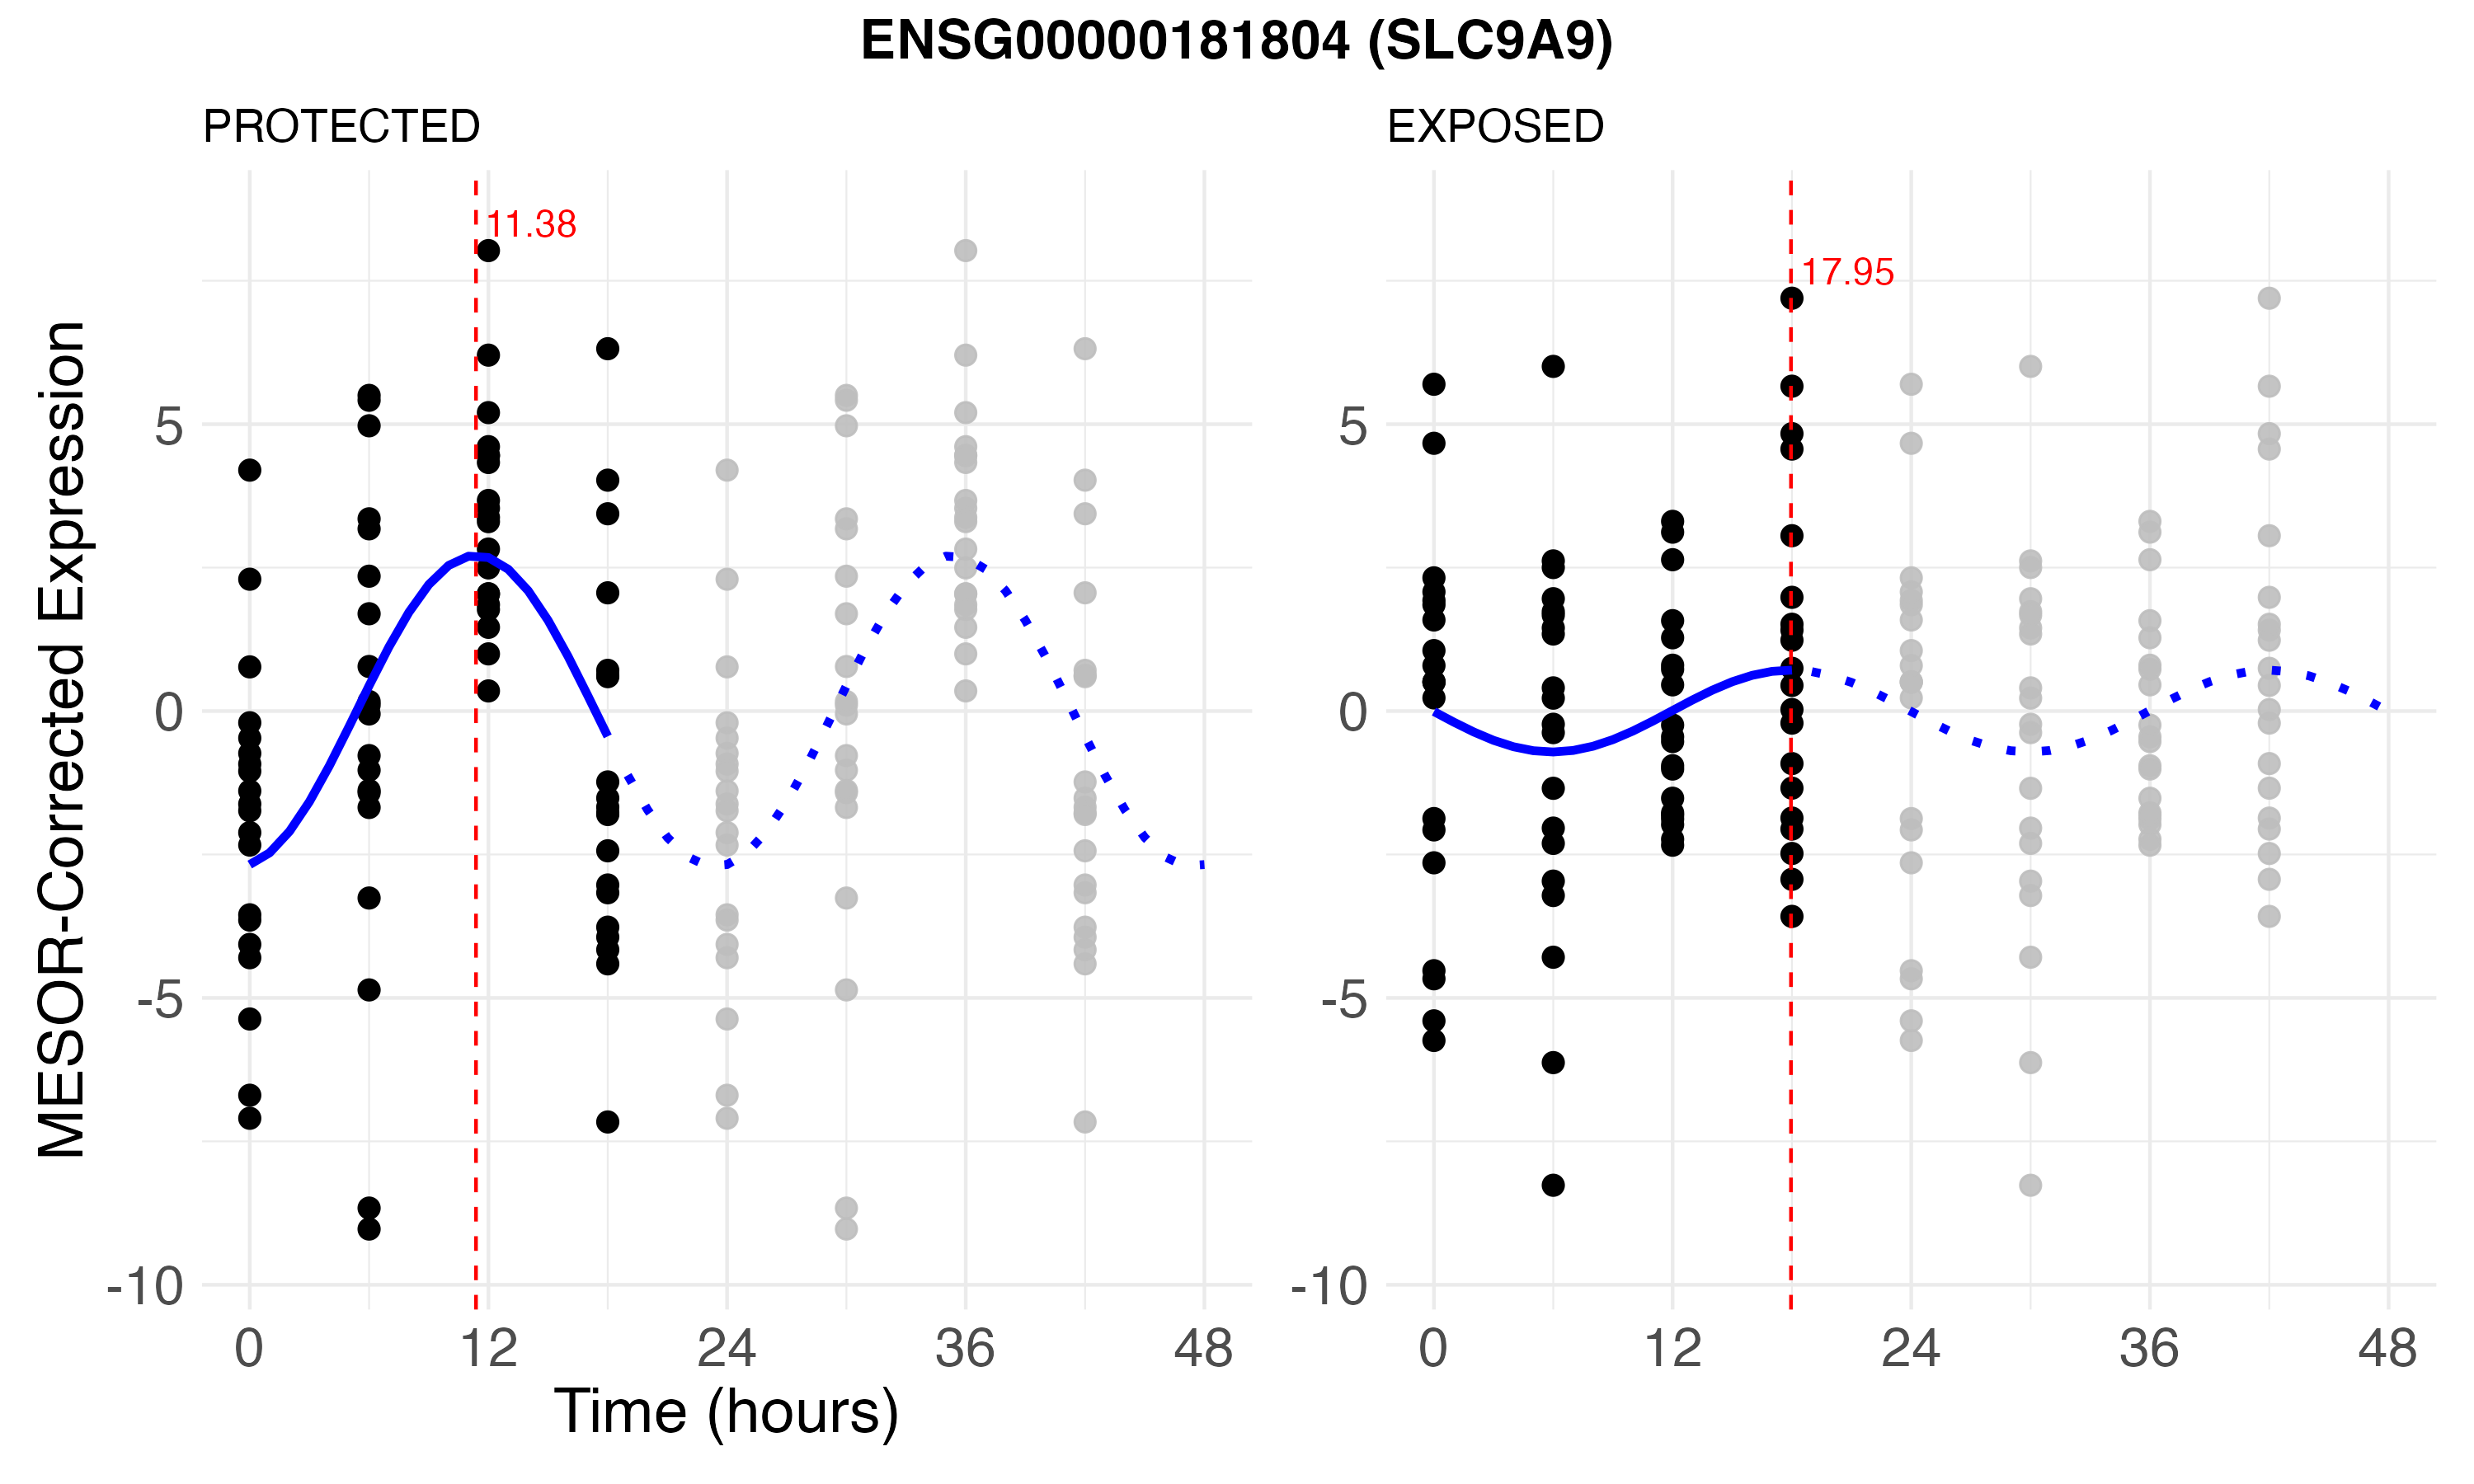 ENSG00000181804 (SLC9A9)
PROTECTED
EXPOSED
11.38
17.95
MESOR-Corrected Expression
5
0
-5
-10
5
0
-5
-10
0 12 24 36 48
0 12 24 36 48
Time (hours)